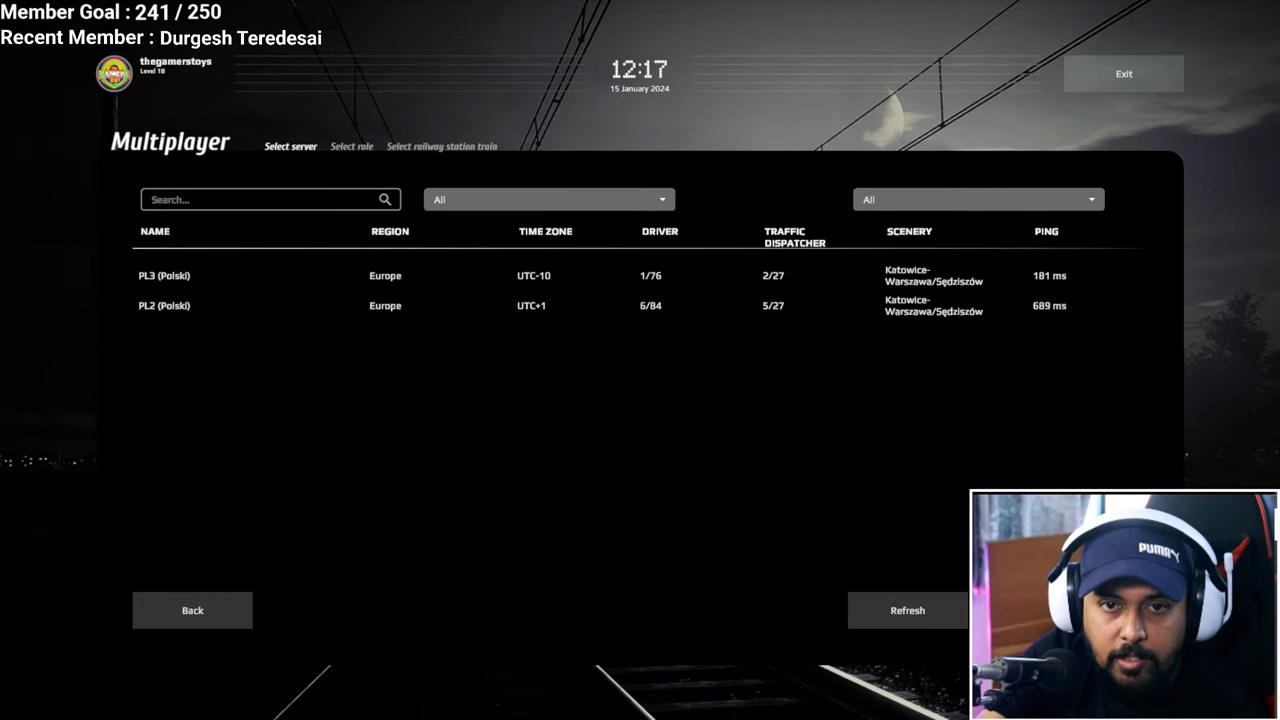 Member Goal : 241 / 250
Recent Member : Durgesh Teredesai
thegamerstoys
Level 18
12:17
15 January 2024
Exit
Multiplayer
Select server
Select role
Select railway station train
Search...
All
All
NAME REGION TIME ZONE DRIVER TRAFFIC DISPATCHER SCENERY PING
PL3 (Polski) Europe UTC-10 1/76 2/27 Katowice-Warszawa/Sędziszów 181 ms
PL2 (Polski) Europe UTC+1 6/84 5/27 Katowice-Warszawa/Sędziszów 689 ms
Back
Refresh
PUMA